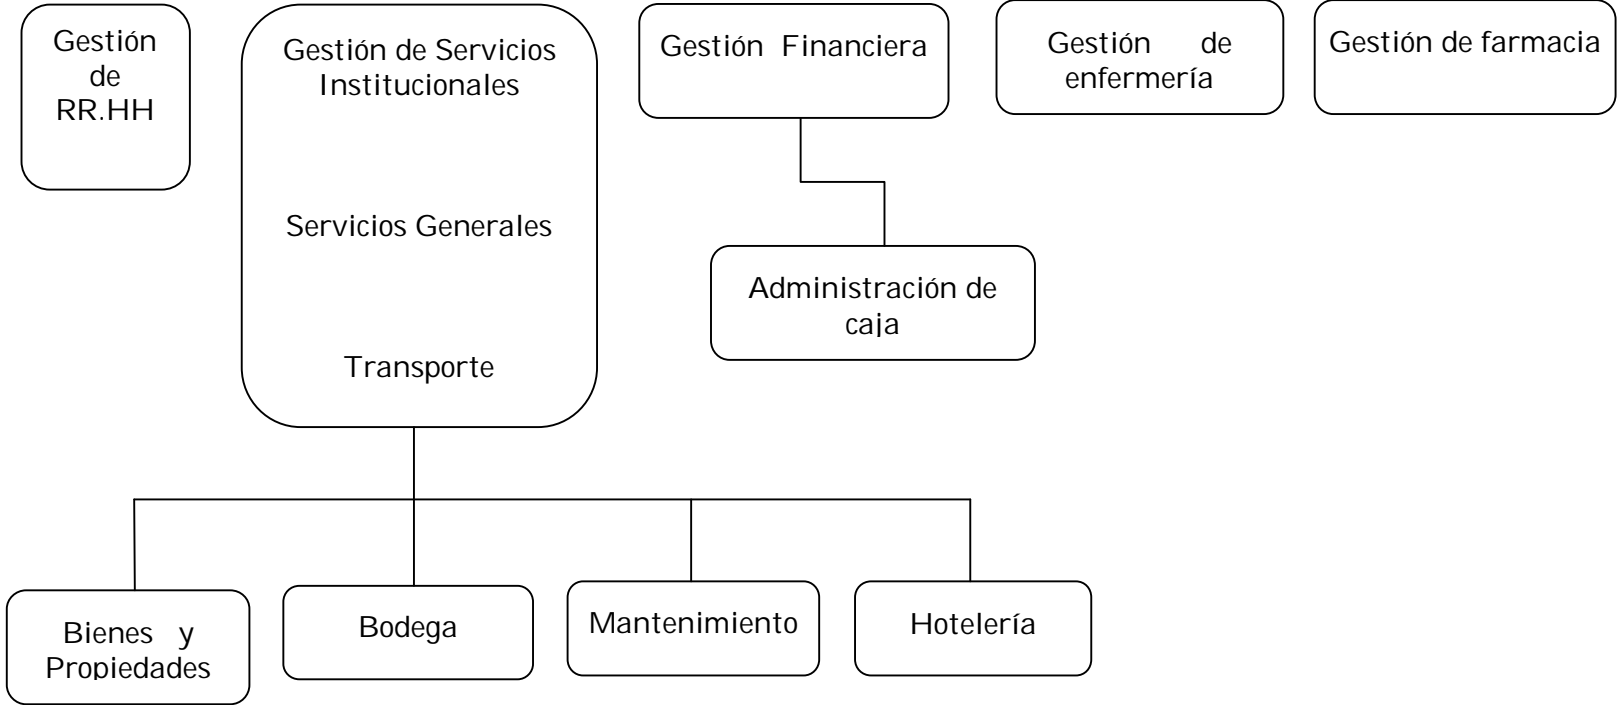 Gestión
de
RR.HH
Gestión de Servicios
Institucionales
Servicios Generales
Transporte
Gestión Financiera
Administración de
caja
Gestión de
enfermería
Gestión de farmacia
Bienes y
Propiedades
Bodega
Mantenimiento
Hotelería